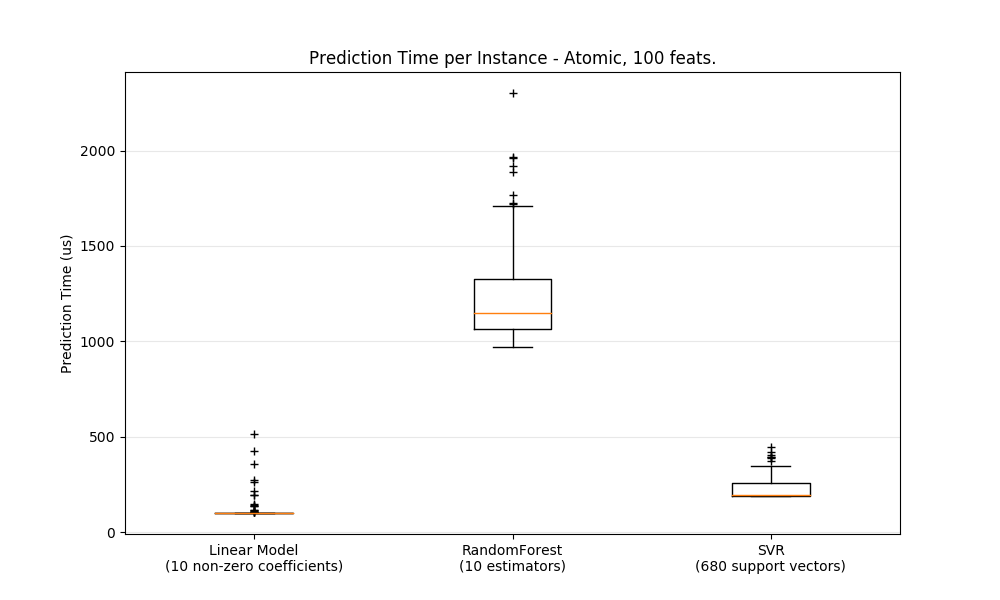 Prediction Time per Instance - Atomic, 100 feats.
Prediction Time (us)
2000
1500
1000
500
0
Linear Model
(10 non-zero coefficients)
RandomForest
(10 estimators)
SVR
(680 support vectors)